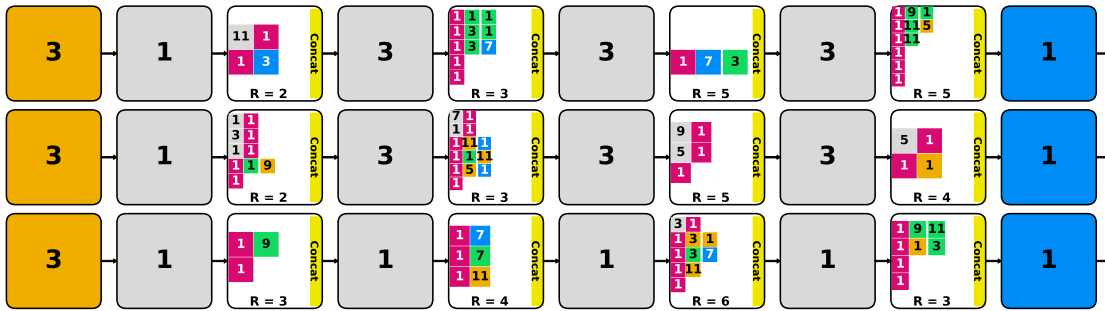 3
1
11 1
1 3
Concat
R = 2
3
1 1 1
1 3 1
1 3 7
1
1
Concat
R = 3
3
1 7 3
Concat
R = 5
3
1 9 1
1 11 5
1 11
1
1
1
Concat
R = 5
1
3
1
1 1
3 1
1 1
1 1 9
1
Concat
R = 2
3
7 1
1 1
1 11 1
1 1 11
1 5 1
1
Concat
R = 3
3
9 1
5 1
1
Concat
R = 5
3
5 1
1 1
Concat
R = 4
1
3
1
1 9
1
Concat
R = 3
1
1 7
1 7
1 11
Concat
R = 4
1
3 1
1 3 1
1 3 7
1 11
1
Concat
R = 6
1
1 9 11
1 1 3
1
1
Concat
R = 3
1